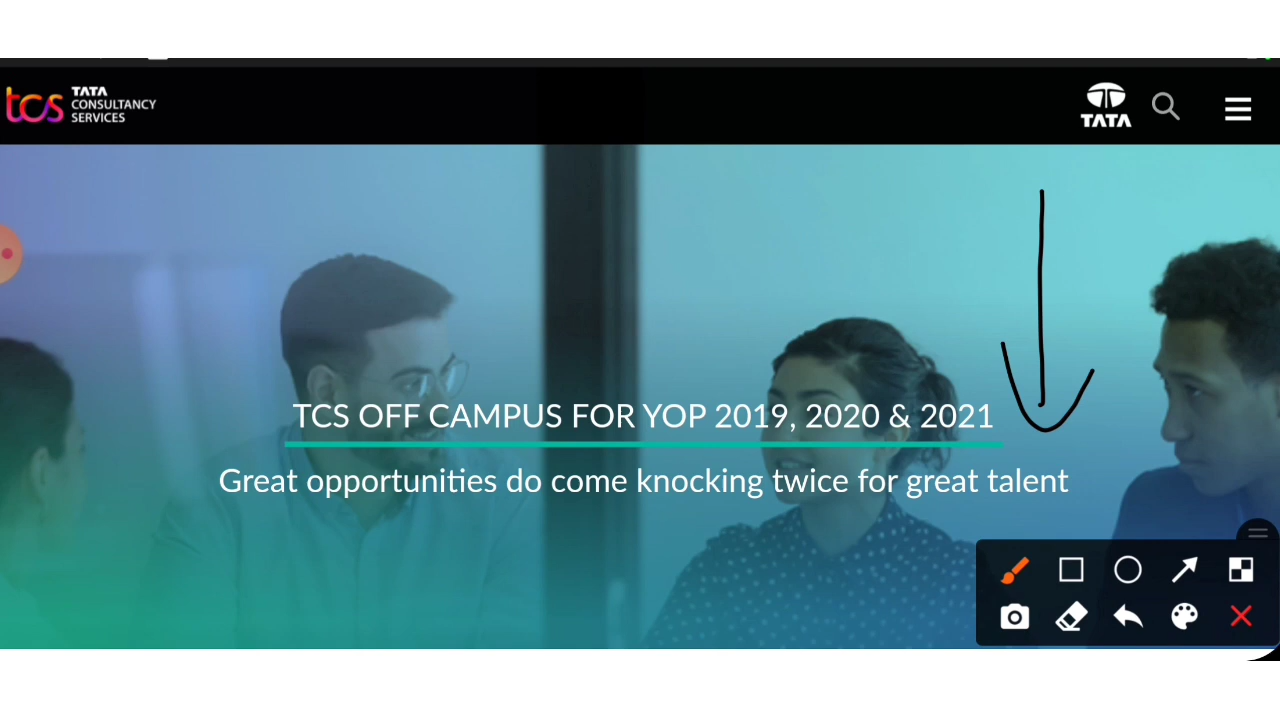 tcs TATA
CONSULTANCY
SERVICES
TATA
TCS OFF CAMPUS FOR YOP 2019, 2020 & 2021
Great opportunities do come knocking twice for great talent